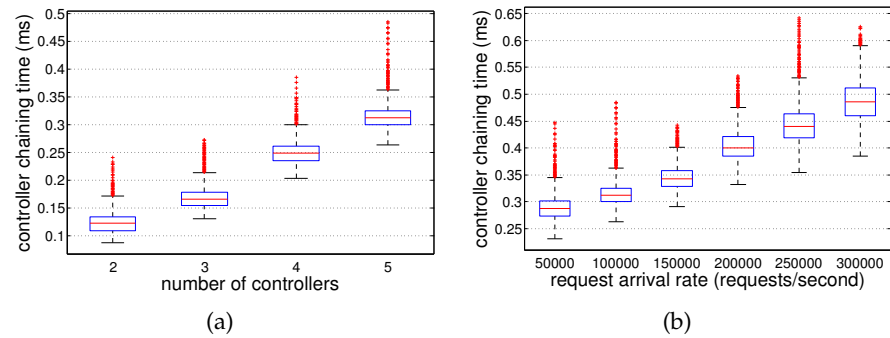 controller chaining time (ms)
0.5
0.45
0.4
0.35
0.3
0.25
0.2
0.15
0.1
2 3 4 5
number of controllers
(a)
controller chaining time (ms)
0.65
0.6
0.55
0.5
0.45
0.40
0.35
0.3
0.25
50000 100000 150000 200000 250000 300000
request arrival rate (requests/second)
(b)